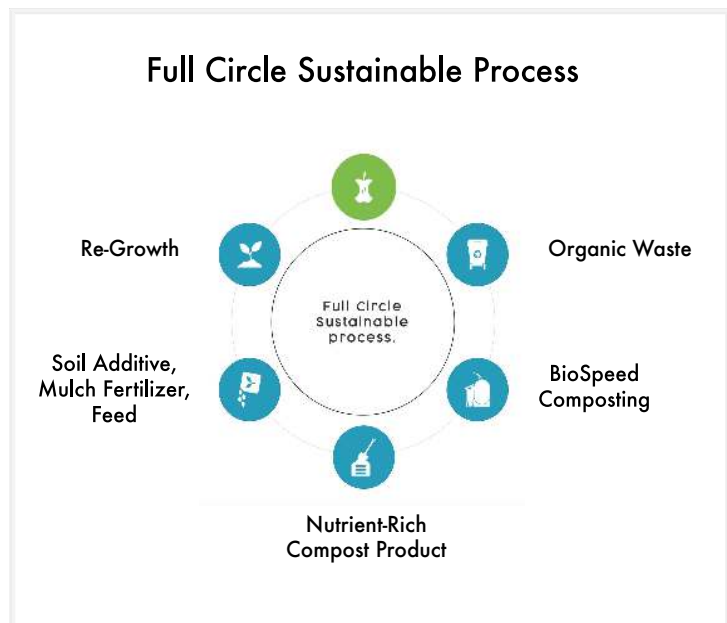 Full Circle Sustainable Process
Re-Growth
Organic Waste
Full Circle
Sustainable
process.
Soil Additive,
Mulch Fertilizer,
Feed
BioSpeed
Composting
Nutrient-Rich
Compost Product